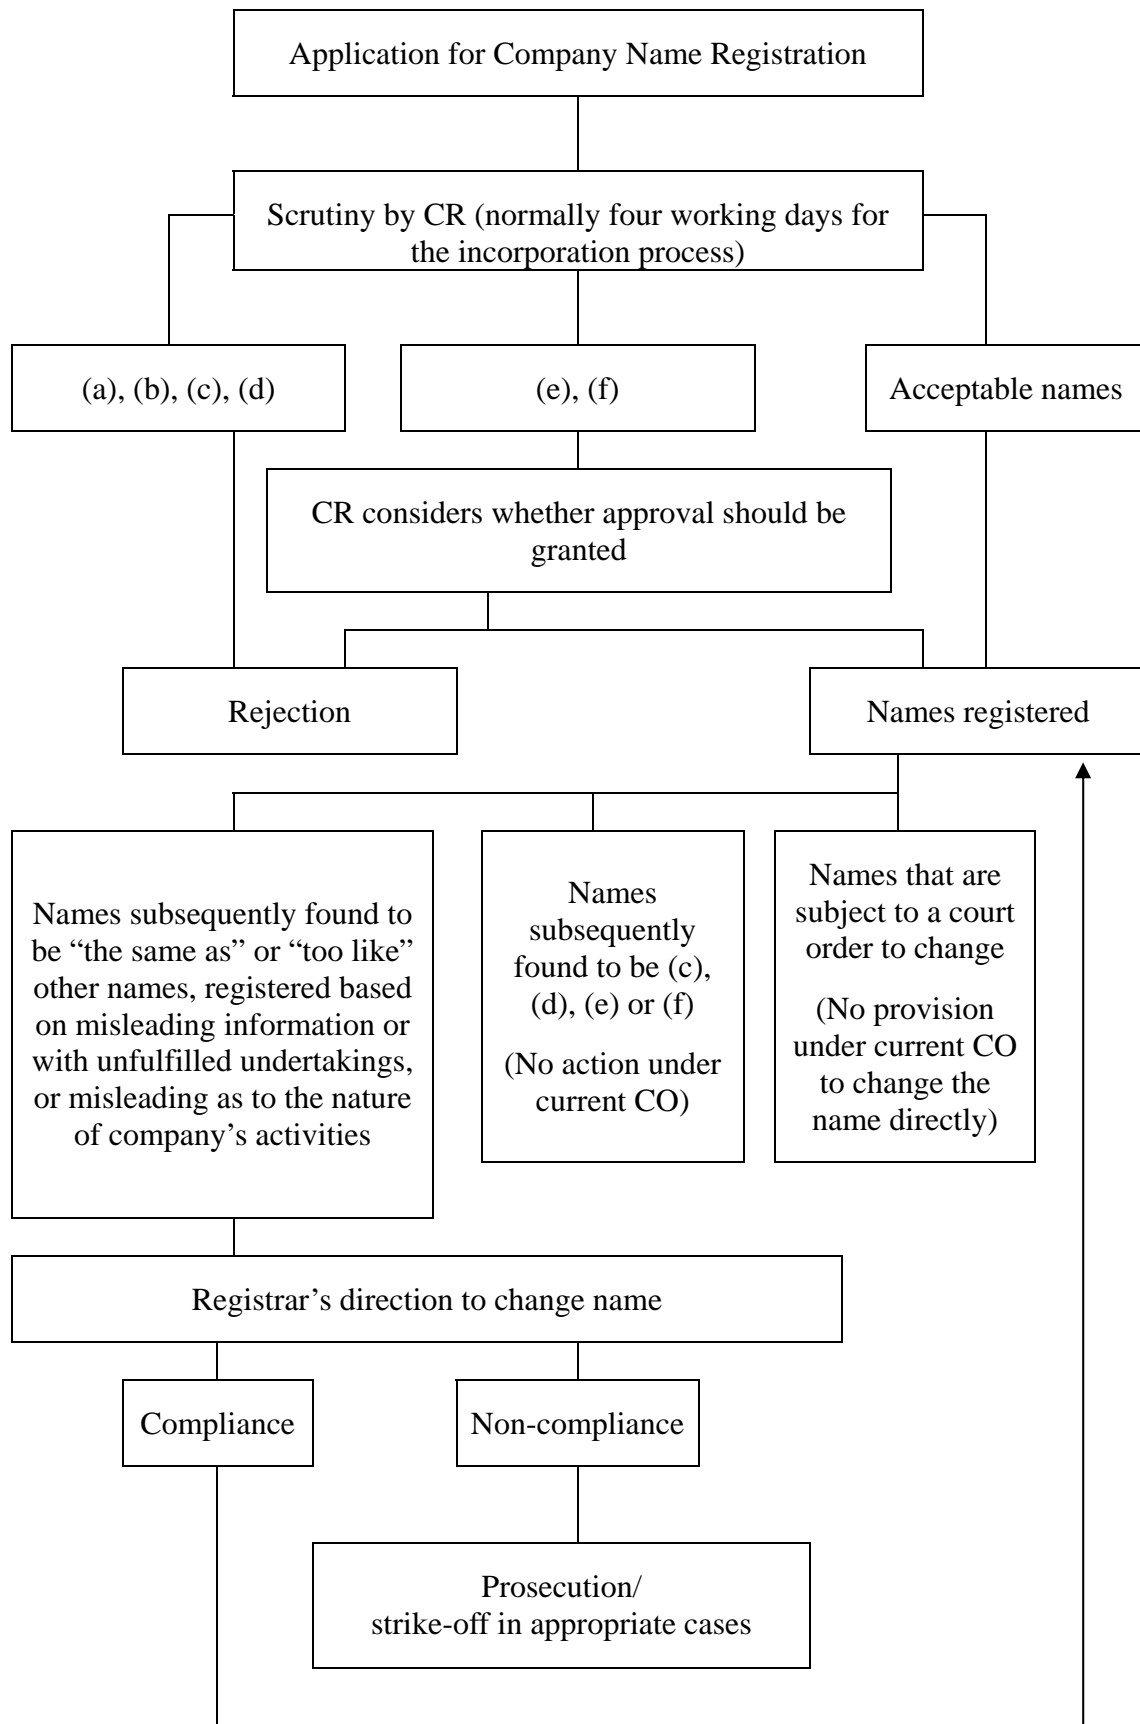 Application for Company Name Registration
Scrutiny by CR (normally four working days for
the incorporation process)
(a), (b), (c), (d)
(e), (f)
Acceptable names
CR considers whether approval should be
granted
Rejection
Names registered
Names subsequently found to
be “the same as” or “too like”
other names, registered based
on misleading information or
with unfulfilled undertakings,
or misleading as to the nature
of company’s activities
Names
subsequently
found to be (c),
(d), (e) or (f)
(No action under
current CO)
Names that are
subject to a court
order to change
(No provision
under current CO
to change the
name directly)
Registrar’s direction to change name
Compliance
Non-compliance
Prosecution/
strike-off in appropriate cases